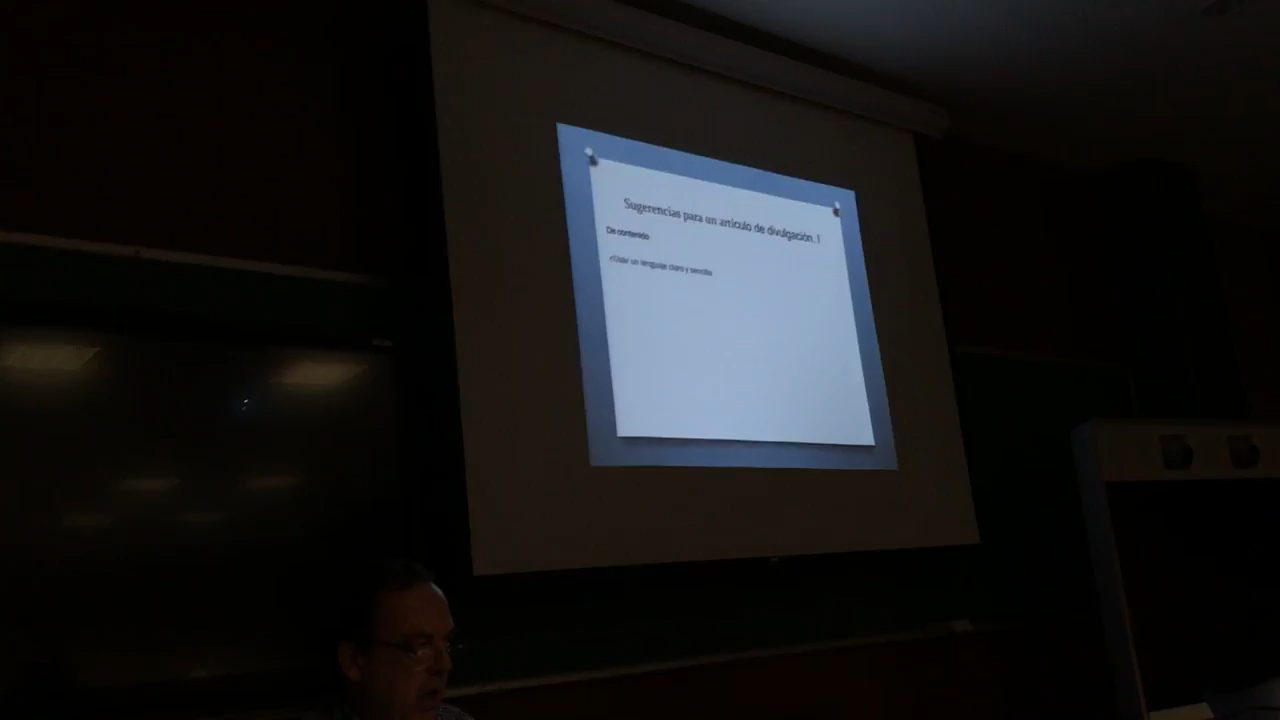 Sugerencias para un artículo de divulgación. I
De contenido
Usar un lenguaje claro y sencillo